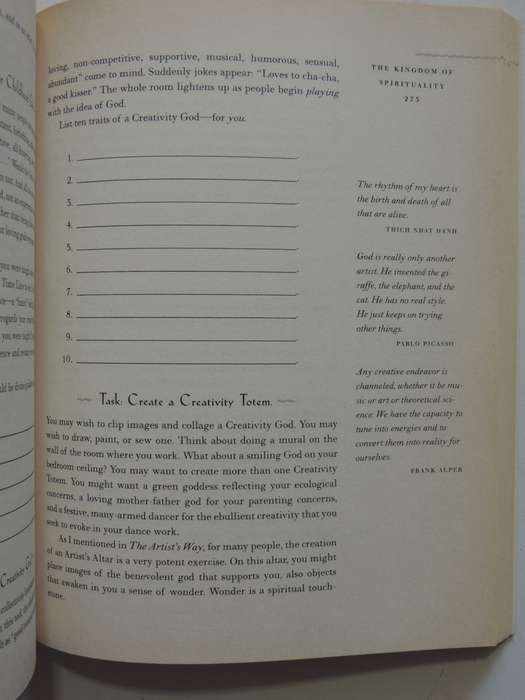 loving, non-competitive, supportive, musical, humorous, sensual,
abundant" come to mind. Suddenly jokes appear: "Loves to cha-cha,
a good kisser." The whole room lightens up as people begin playing
with the idea of God.
List ten traits of a Creativity God—for you.
1.
2.
3.
4.
5.
6.
7.
8.
9.
10.
Task: Create a Creativity Totem.
You may wish to clip images and collage a Creativity God. You may
wish to draw, paint, or sew one. Think about doing a mural on the
wall of the room where you work. What about a smiling God on your
bedroom ceiling? You may want to create more than one Creativity
Totem. You might want a green goddess reflecting your ecological
concerns, a loving mother-father god for your parenting concerns,
and a festive, many-armed dancer for the ebullient creativity that you
seek to evoke in your dance work.
As I mentioned in The Artist's Way, for many people, the creation
of an Artist's Altar is a very potent exercise. On this altar, you might
place images of the benevolent god that supports you, also objects
that awaken in you a sense of wonder. Wonder is a spiritual touch-
stone.
THE KINGDOM OF
SPIRITUALITY
275
The rhythm of my heart is
the birth and death of all
that are alive.
THICH NHAT HANH
God is really only another
artist. He invented the gi-
raffe, the elephant, and the
cat. He has no real style.
He just keeps on trying
other things.
PABLO PICASSO
Any creative endeavor is
channeled, whether it be mu-
sic or art or theoretical sci-
ence. We have the capacity to
tune into energies and to
convert them into reality for
ourselves.
FRANK ALPER